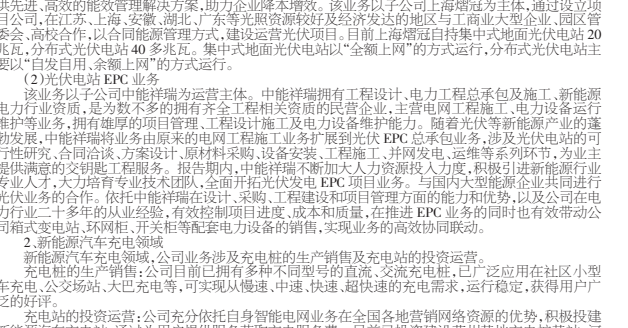 供先进、高效的能效管理解决方案,助力企业降本增效。该业务以子公司上海熠冠为主体,通过设立项
目公司,在江苏、上海、安徽、湖北、广东等光照资源较好及经济发达的地区与工商业大型企业、园区管
委会、高校合作,以合同能源管理方式,建设运营光伏项目。目前上海熠冠自持集中式地面光伏电站 20
兆瓦,分布式光伏电站 40 多兆瓦。集中式地面光伏电站以“全额上网”的方式运行,分布式光伏电站主
要以“自发自用、余额上网”的方式运行。
(2)光伏电站 EPC 业务
该业务以子公司中能祥瑞为运营主体。中能祥瑞拥有工程设计、电力工程总承包及施工、新能源
电力行业资质，是为数不多的拥有齐全工程相关资质的民营企业,主营电网工程施工、电力设备运行
维护等业务,拥有雄厚的项目管理、工程设计施工及电力设备维护能力。随着光伏等新能源产业的蓬
勃发展,中能祥瑞将业务由原来的电网工程施工业务扩展到光伏 EPC 总承包业务,涉及光伏电站的可
行性研究、合同洽谈、方案设计、原材料采购、设备安装、工程施工、并网发电、运维等系列环节,为业主
提供满意的交钥匙工程服务。报告期内,中能祥瑞不断加大人力资源投入力度,积极引进新能源行业
专业人才,大力培育专业技术团队,全面开拓光伏发电 EPC 项目业务。与国内大型能源企业共同进行
光伏业务的合作。依托中能祥瑞在设计、采购、工程建设和项目管理方面的能力和优势,以及公司在电
力行业二十多年的从业经验,有效控制项目进度、成本和质量,在推进 EPC 业务的同时也有效带动公
司箱式变电站、环网柜、开关柜等配套电力设备的销售,实现业务的高效协同联动。
2、新能源汽车充电领域
新能源汽车充电领域,公司业务涉及充电桩的生产销售及充电站的投资运营。
充电桩的生产销售:公司目前已拥有多种不同型号的直流、交流充电桩,已广泛应用在社区小型
车充电、公交场站、大巴充电等,可实现从慢速、中速、快速、超快速的充电需求,运行稳定,获得用户广
泛的好评。
充电站的投资运营:公司充分依托自身智能电网业务在全国各地营销网络资源的优势,积极投建